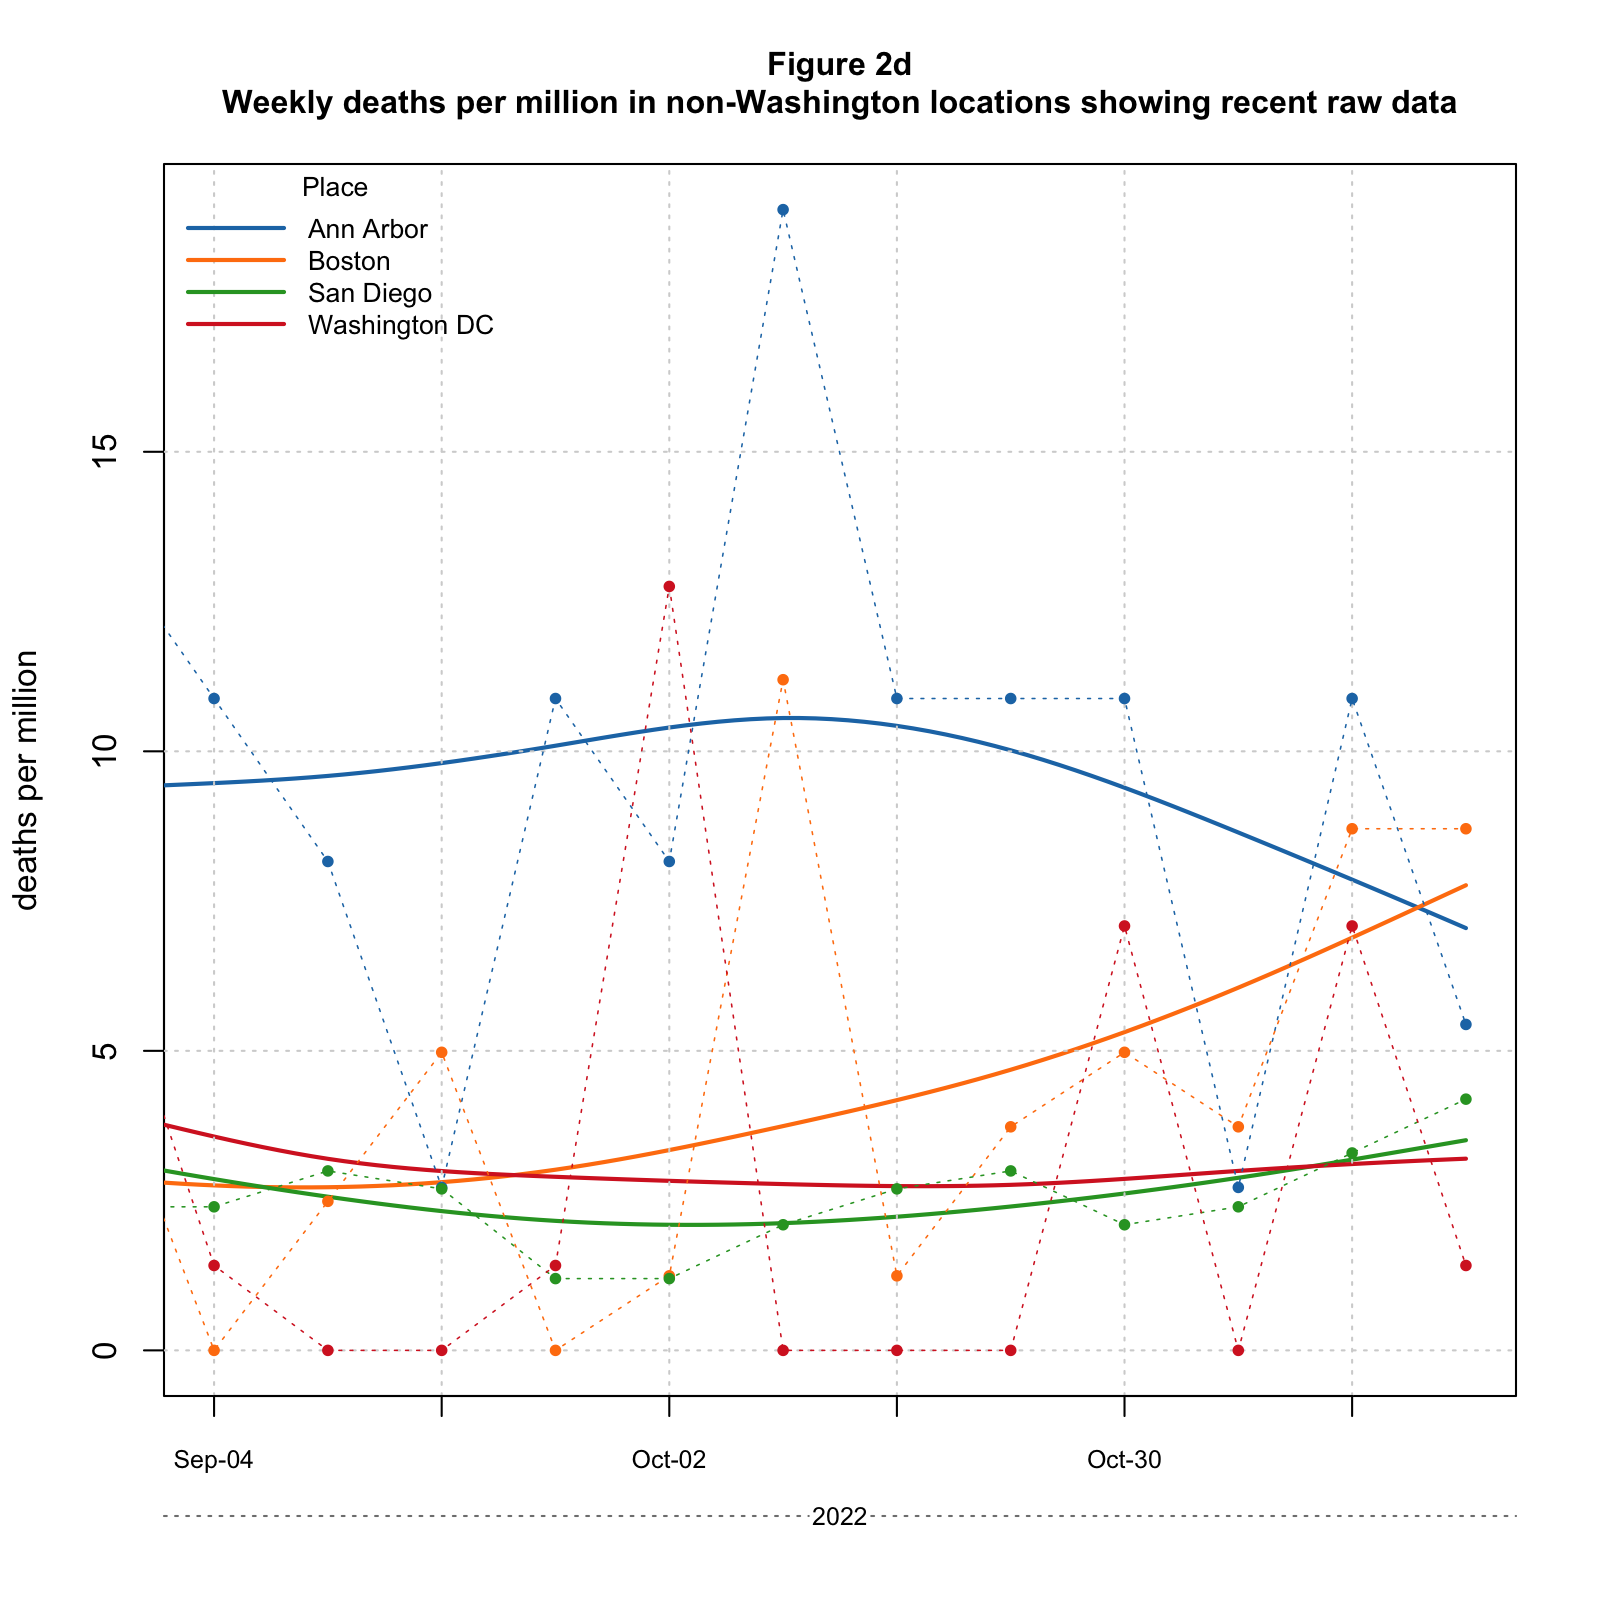 Figure 2d
Weekly deaths per million in non-Washington locations showing recent raw data
Place
Ann Arbor
Boston
San Diego
Washington DC
deaths per million
15
10
5
0
Sep-04
Oct-02
Oct-30
2022